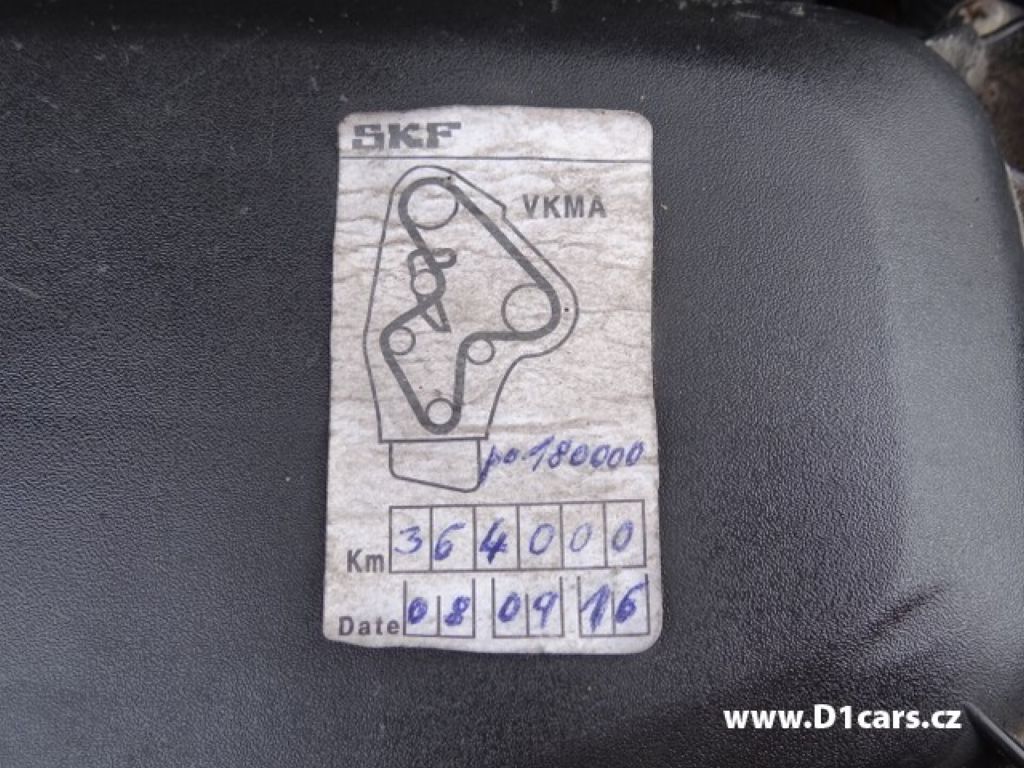 SKF
VKMA
po 180000
Km 364000
Date 08 09 16
www.D1cars.cz